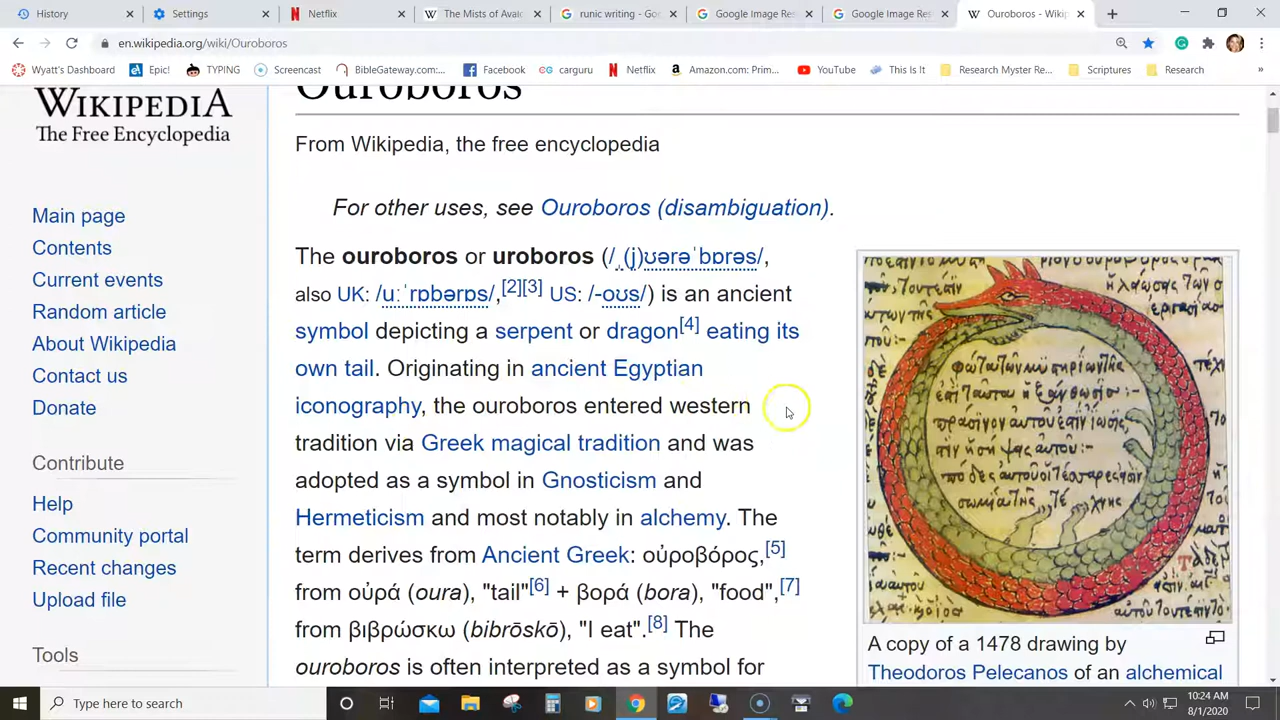 History
Settings
Netflix
The Mists of Aval
runic writing - Goo
Google Image Res
Google Image Res
Ouroboros - Wikip
en.wikipedia.org/wiki/Ouroboros
Wyatt's Dashboard
Epic!
TYPING
Screencast
BibleGateway.com:...
Facebook
carguru
Netflix
Amazon.com: Prim...
YouTube
This Is It
Research Myster Re...
Scriptures
Research
WIKIPEDIA
The Free Encyclopedia
Main page
Contents
Current events
Random article
About Wikipedia
Contact us
Donate
Contribute
Help
Community portal
Recent changes
Upload file
Tools
Ouroboros
From Wikipedia, the free encyclopedia
For other uses, see Ouroboros (disambiguation).
The ouroboros or uroboros (/ˌ(j)ʊərəˈbɒrəs/,
also UK: /uːˈrɒbərɒs/,[2][3] US: /-oʊs/) is an ancient
symbol depicting a serpent or dragon[4] eating its
own tail. Originating in ancient Egyptian
iconography, the ouroboros entered western
tradition via Greek magical tradition and was
adopted as a symbol in Gnosticism and
Hermeticism and most notably in alchemy. The
term derives from Ancient Greek: οὐροβόρος,[5]
from οὐρά (oura), "tail"[6] + βορά (bora), "food",[7]
from βιβρώσκω (bibrōskō), "I eat".[8] The
ouroboros is often interpreted as a symbol for
A copy of a 1478 drawing by
Theodoros Pelecanos of an alchemical
Type here to search
10:24 AM
8/1/2020